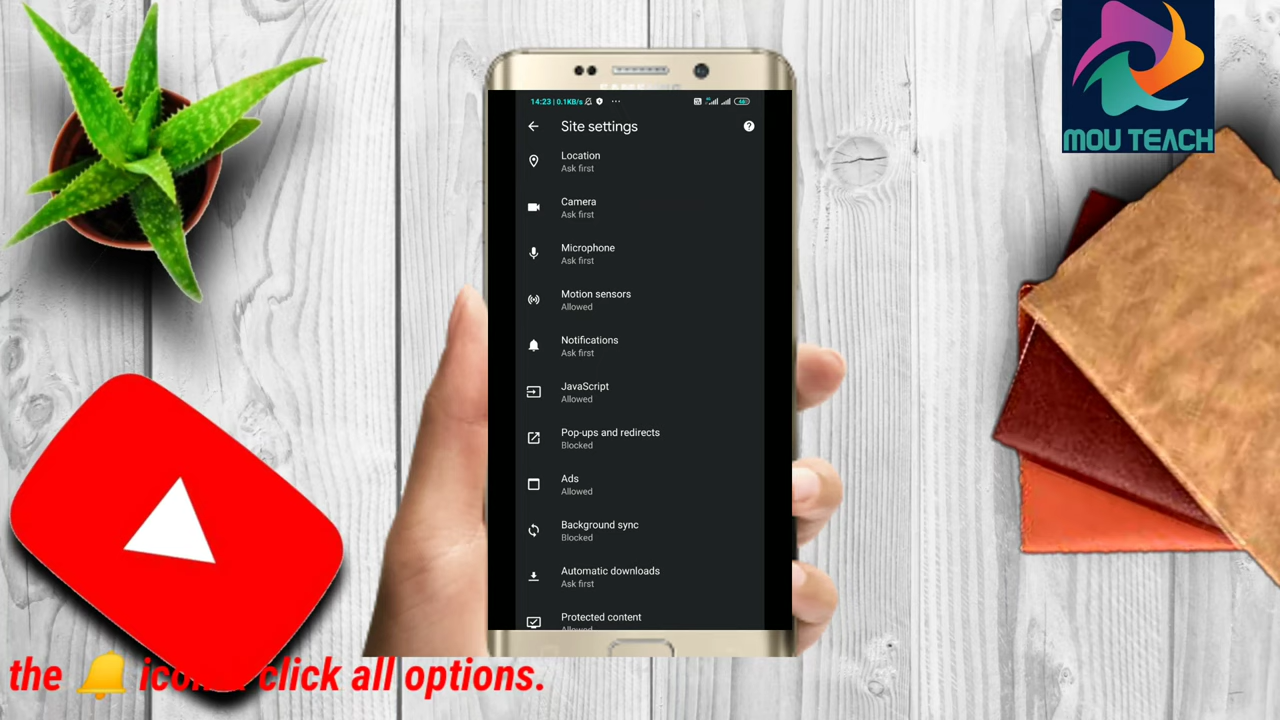 MOU TEACH
14:23 | 0.1KB/s
Site settings
Location
Ask first
Camera
Ask first
Microphone
Ask first
Motion sensors
Allowed
Notifications
Ask first
JavaScript
Allowed
Pop-ups and redirects
Blocked
Ads
Allowed
Background sync
Blocked
Automatic downloads
Ask first
Protected content
Allowed
the 🔔 click all options.